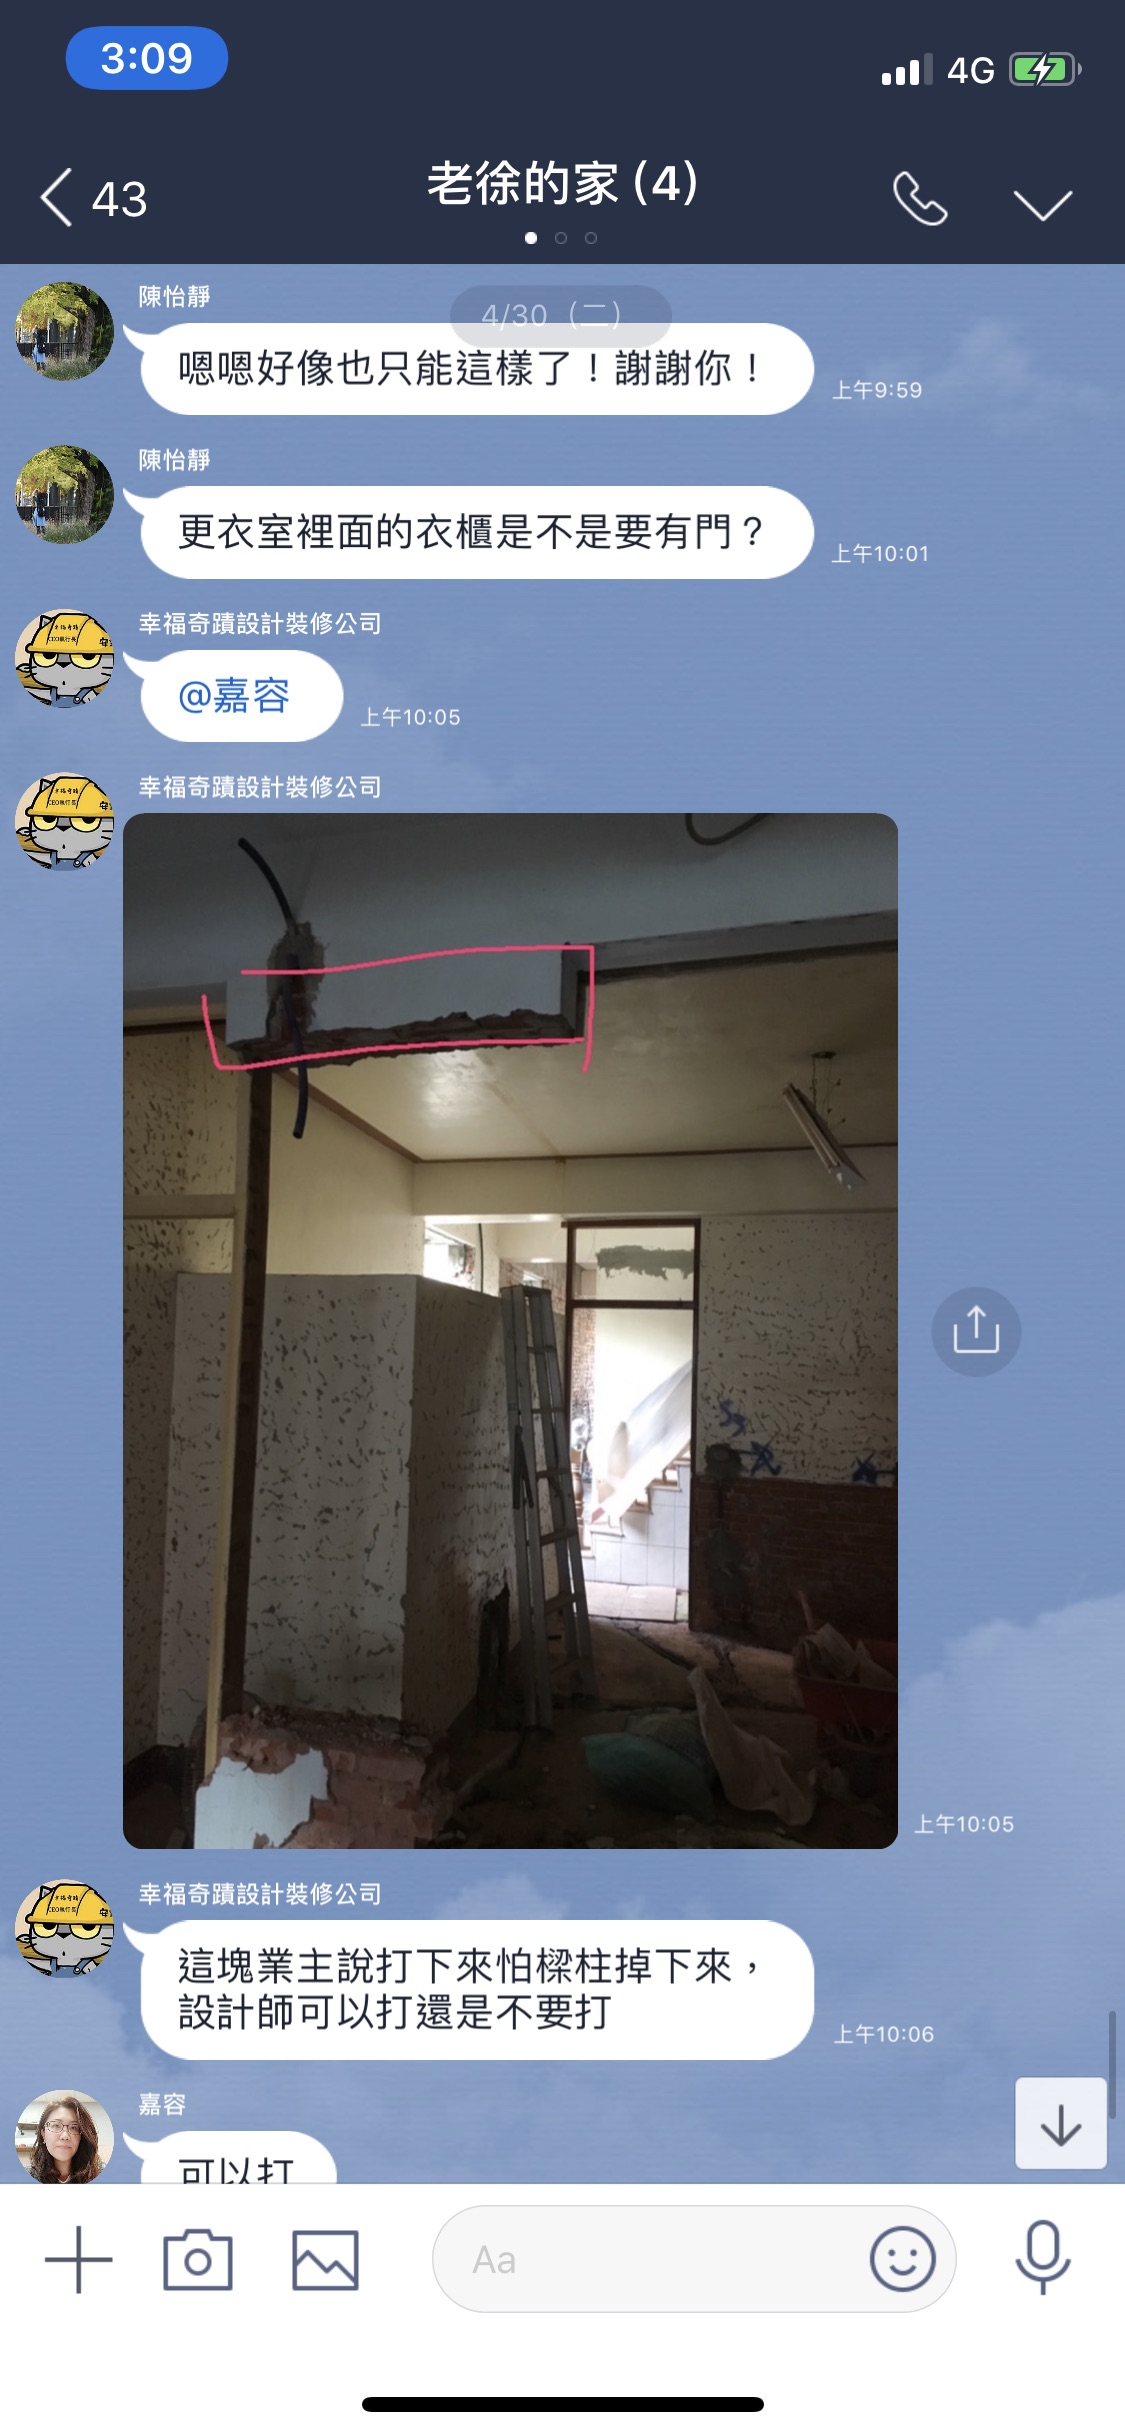 3:09
4G
43
老徐的家 (4)
4/30（二）
陳怡靜
嗯嗯好像也只能這樣了！謝謝你！
上午9:59
陳怡靜
更衣室裡面的衣櫃是不是要有門？
上午10:01
幸福奇蹟設計裝修公司
@嘉容
上午10:05
幸福奇蹟設計裝修公司
上午10:05
幸福奇蹟設計裝修公司
這塊業主說打下來怕樑柱掉下來，
設計師可以打還是不要打
上午10:06
嘉容
可以打
Aa